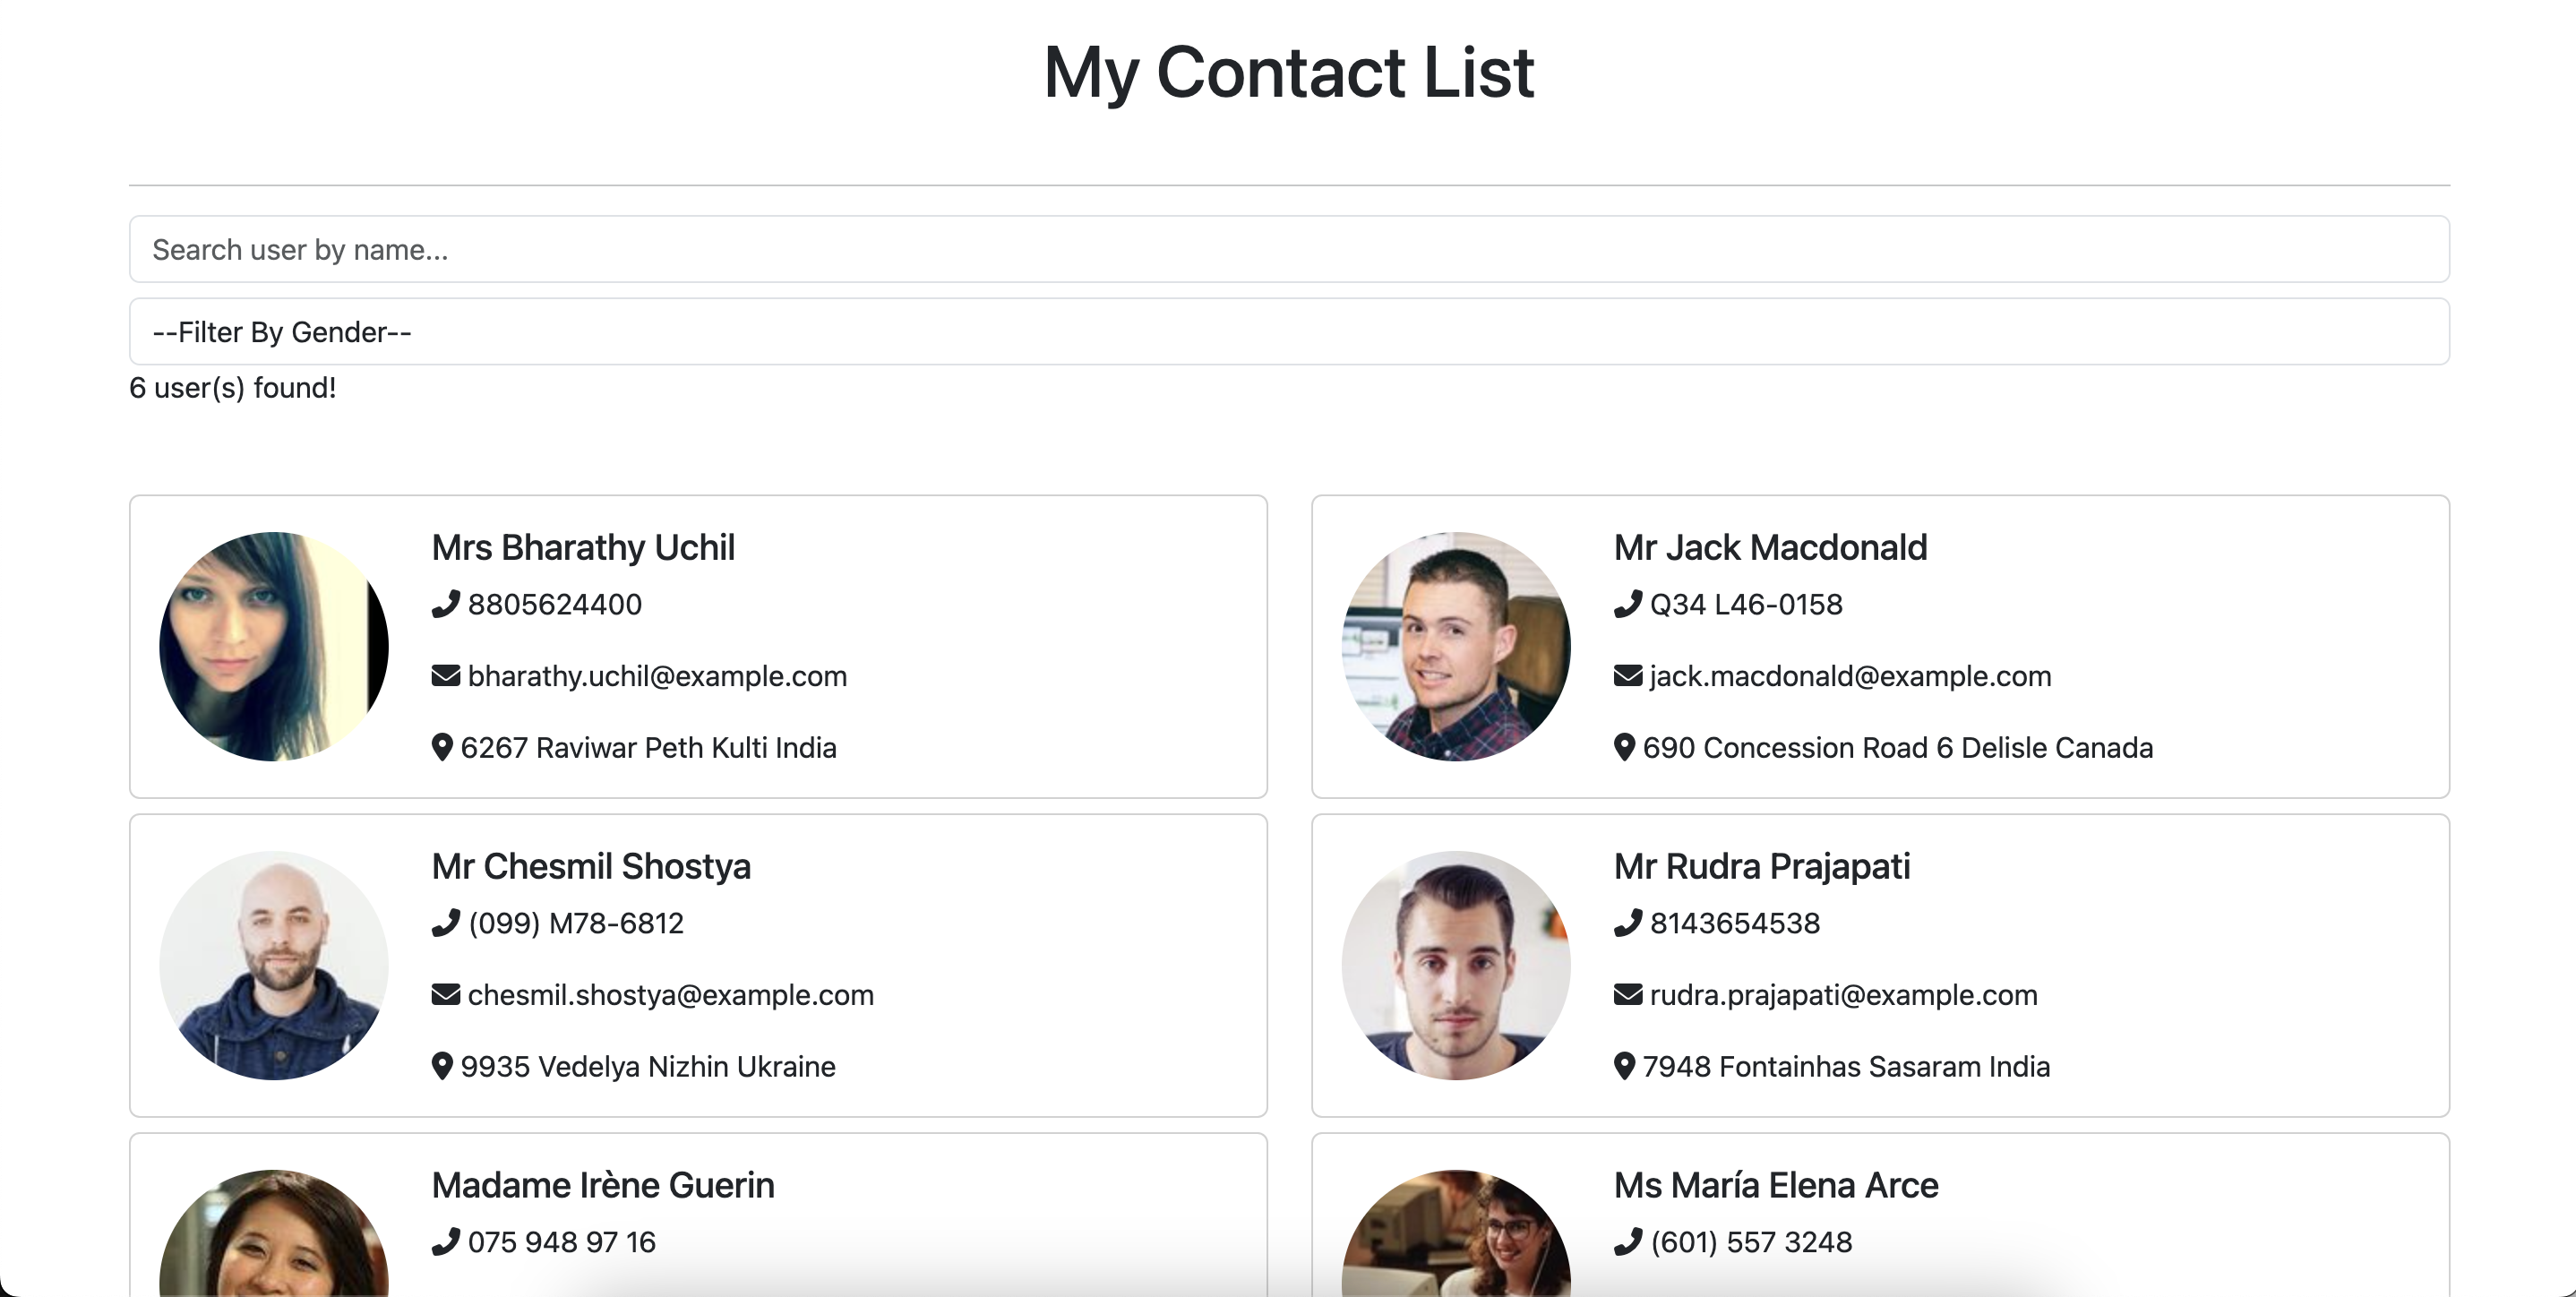 My Contact List
Search user by name...
--Filter By Gender--
6 user(s) found!
Mrs Bharathy Uchil
8805624400
bharathy.uchil@example.com
6267 Raviwar Peth Kulti India
Mr Jack Macdonald
Q34 L46-0158
jack.macdonald@example.com
690 Concession Road 6 Delisle Canada
Mr Chesmil Shostya
(099) M78-6812
chesmil.shostya@example.com
9935 Vedelya Nizhin Ukraine
Mr Rudra Prajapati
8143654538
rudra.prajapati@example.com
7948 Fontainhas Sasaram India
Madame Irène Guerin
075 948 97 16
Ms María Elena Arce
(601) 557 3248